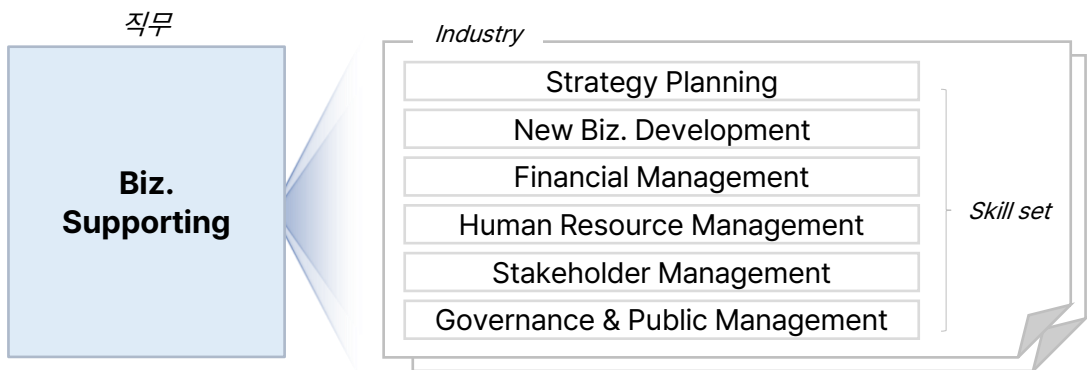 직무
Industry
Biz.
Supporting
Strategy Planning
New Biz. Development
Financial Management
Human Resource Management
Stakeholder Management
Governance & Public Management
Skill set